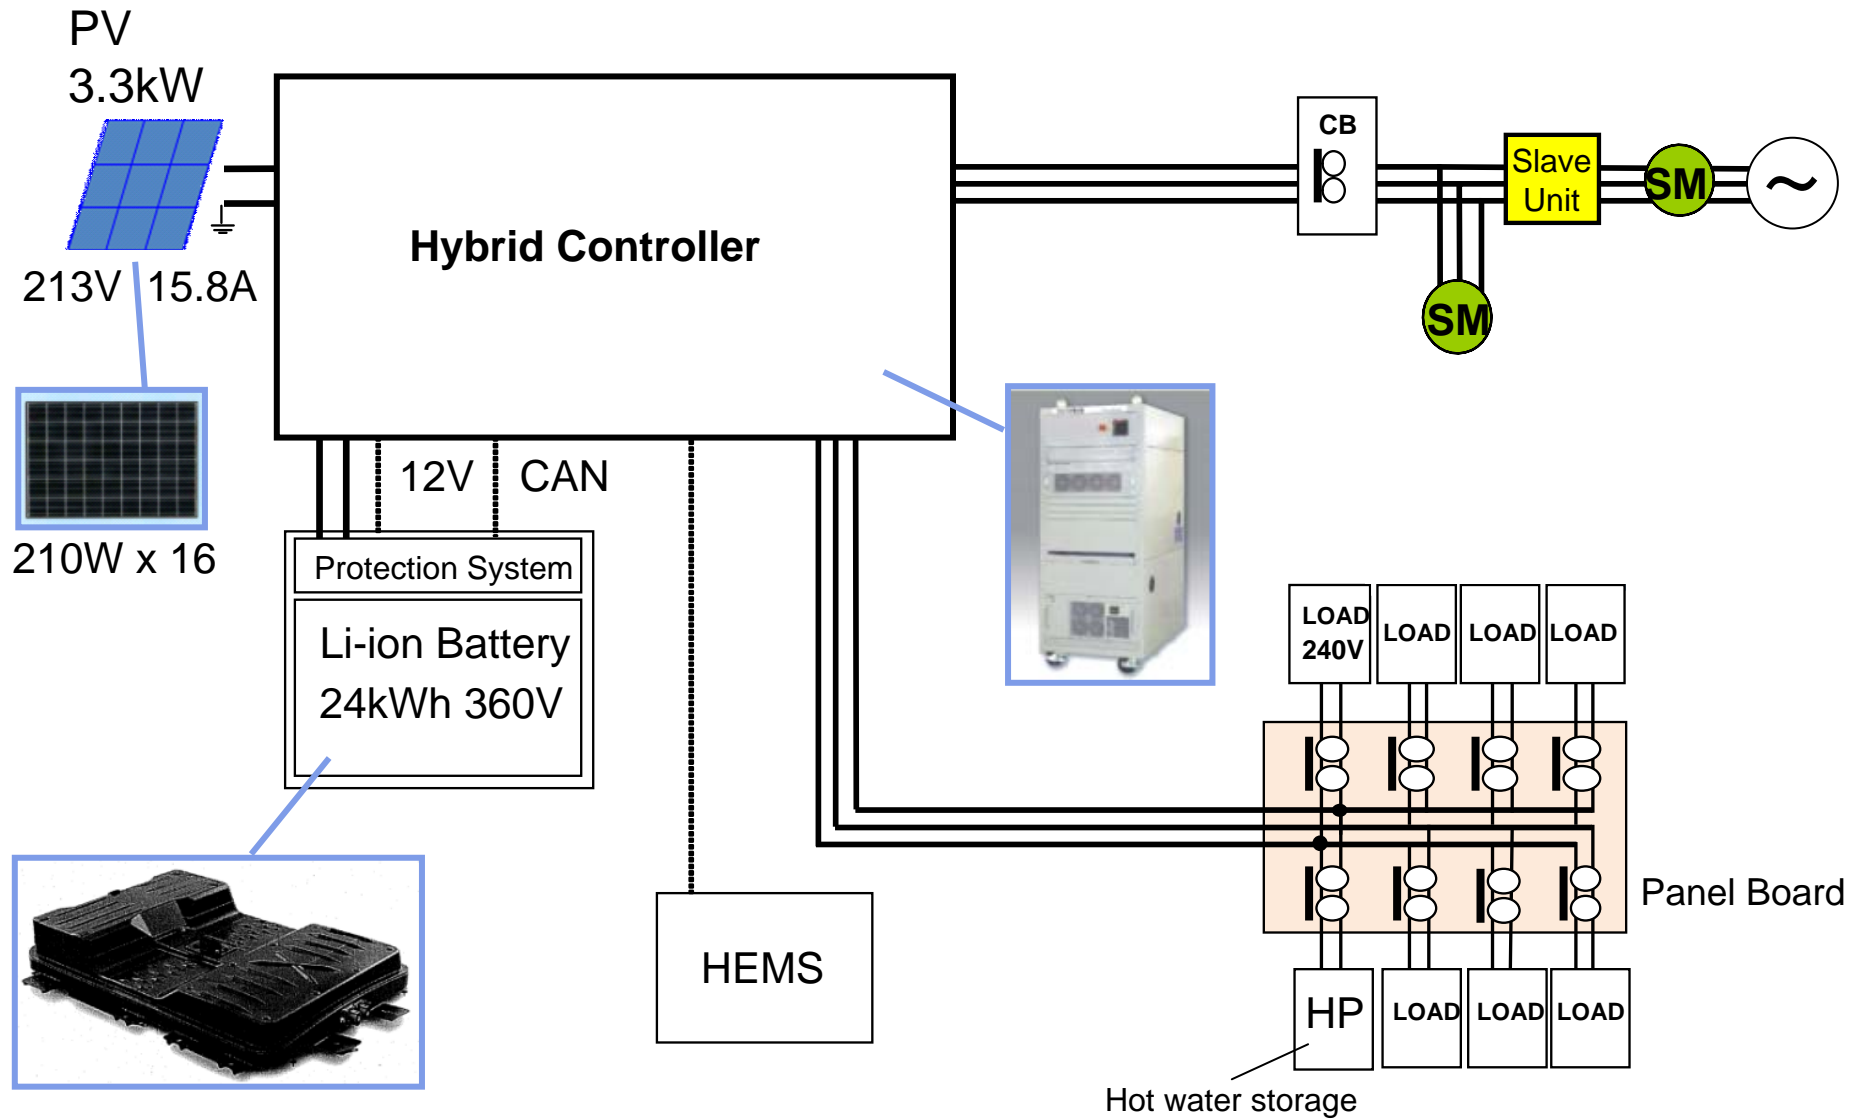 PV
3.3kW
213V 15.8A
210W x 16
Hybrid Controller
12V CAN
Protection System
Li-ion Battery
24kWh 360V
HEMS
CB
Slave
Unit
SM
~
SM
LOAD
240V
LOAD
LOAD
LOAD
Panel Board
HP
LOAD
LOAD
LOAD
Hot water storage